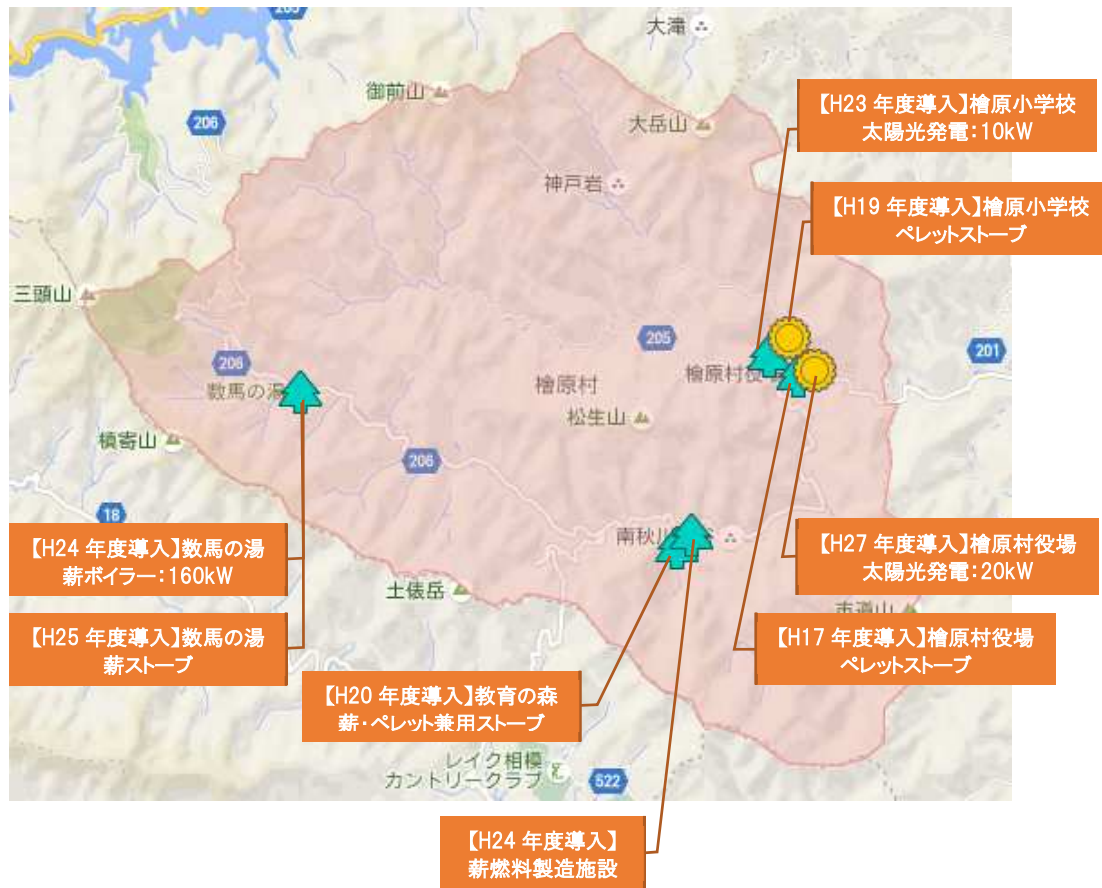 大滝
御前山
206
大岳山
神戸岩
【H23 年度導入】檜原小学校
太陽光発電：10kW
【H19 年度導入】檜原小学校
ペレットストーブ
三頭山
205
201
206
数馬の湯
檜原村
檜原村役
松生山
槇寄山
206
18
南秋川
【H24 年度導入】数馬の湯
薪ボイラー：160kW
【H27 年度導入】檜原村役場
太陽光発電：20kW
土俵岳
市道山
【H25 年度導入】数馬の湯
薪ストーブ
【H17 年度導入】檜原村役場
ペレットストーブ
【H20 年度導入】教育の森
薪・ペレット兼用ストーブ
レイク相模
カントリークラブ
522
【H24 年度導入】
薪燃料製造施設